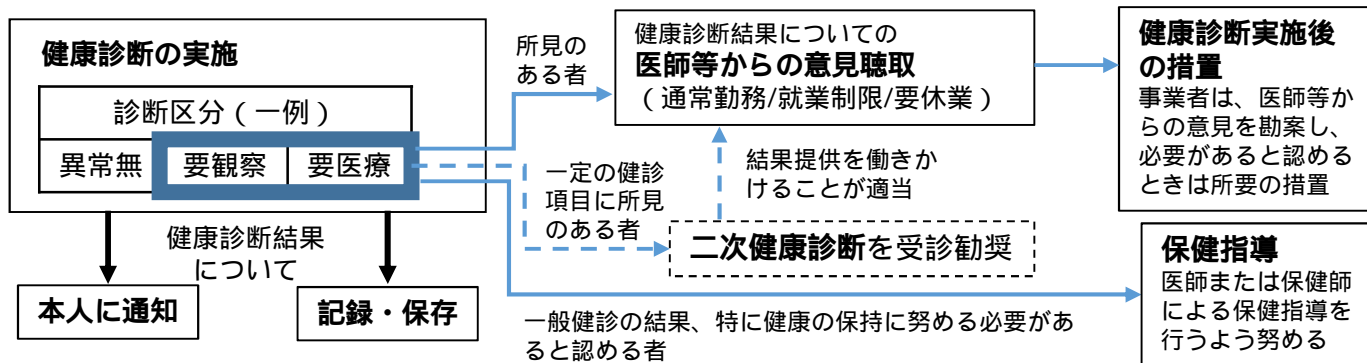 健康診断の実施
診断区分（一例）
異常無
要観察
要医療
健康診断結果
について
本人に通知
記録・保存
所見の
ある者
健康診断結果についての
医師等からの意見聴取
（通常勤務/就業制限/要休業）
一定の健診
項目に所見
のある者
結果提供を働きか
けることが適当
二次健康診断を受診勧奨
一般健診の結果、特に健康の保持に努める必要があ
ると認める者
健康診断実施後
の措置
事業者は、医師等か
らの意見を勘案し、
必要があると認める
ときは所要の措置
保健指導
医師または保健師
による保健指導を
行うよう努める